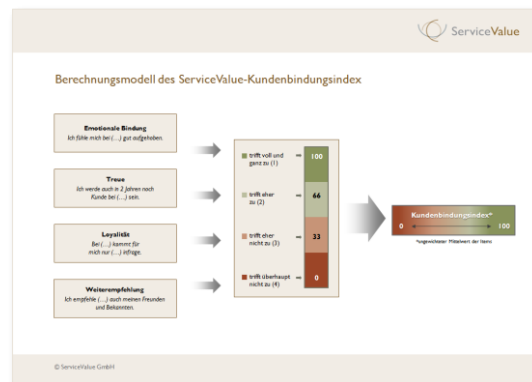 ServiceValue
Berechnungsmodell des ServiceValue-Kundenbindungsindex
Emotionale Bindung
Ich fühle mich bei (...) gut aufgehoben.
Treue
Ich werde auch in 2 Jahren noch
Kunde bei (...) sein.
Loyalität
Bei (...) kommt für
mich nur (...) infrage.
Weiterempfehlung
Ich empfehle (...) auch meinen Freunden
und Bekannten.
trifft voll und
ganz zu (1)
100
trifft eher
zu (2)
66
trifft eher
nicht zu (3)
33
trifft überhaupt
nicht zu (4)
0
Kundenbindungsindex*
0 100
*ungewichteter Mittelwert der Items
© ServiceValue GmbH